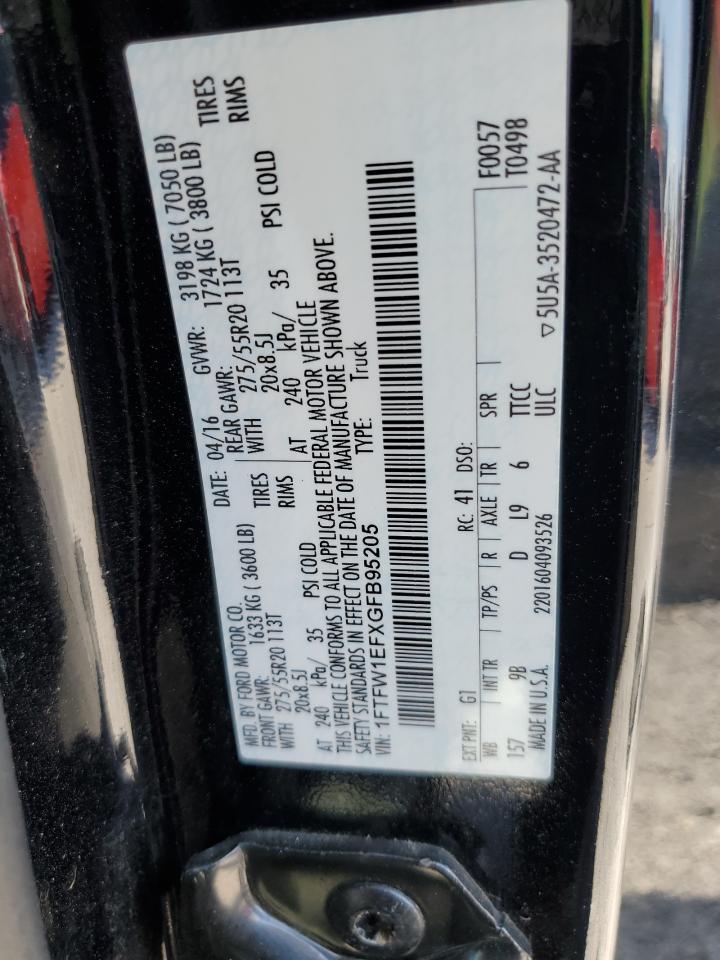 MFD. BY FORD MOTOR CO. DATE: 04/16 GVWR: 3198 KG ( 7050 LB)
FRONT GAWR: 1633 KG ( 3600 LB) REAR GAWR: 1724 KG ( 3800 LB)
WITH 275/55R20 113T TIRES WITH 275/55R20 113T TIRES
20x8.5J RIMS 20x8.5J RIMS
AT 240 kPa/ 35 PSI COLD AT 240 kPa/ 35 PSI COLD
THIS VEHICLE CONFORMS TO ALL APPLICABLE FEDERAL MOTOR VEHICLE
SAFETY STANDARDS IN EFFECT ON THE DATE OF MANUFACTURE SHOWN ABOVE.
VIN: 1FTFW1EFXGFB95205 TYPE: Truck
EXT PNT: G1 RC: 41 DSO: F0057
WB INT TR TP/PS R AXLE TR SPR T0498
157 9B D L9 6 TTCC
MADE IN U.S.A. 2201604093526 ULC ▽5U5A-3520472-AA